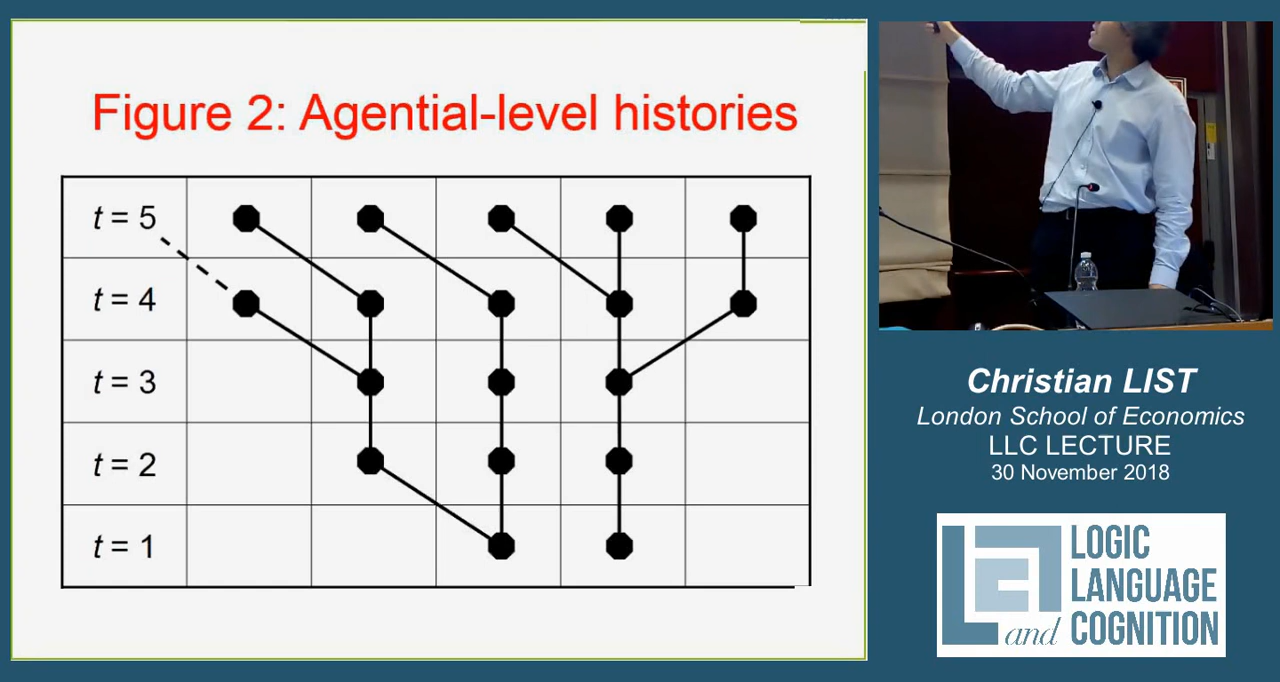 Figure 2: Agential-level histories
t = 5
t = 4
t = 3
t = 2
t = 1
Christian LIST
London School of Economics
LLC LECTURE
30 November 2018
LOGIC
LANGUAGE
and COGNITION